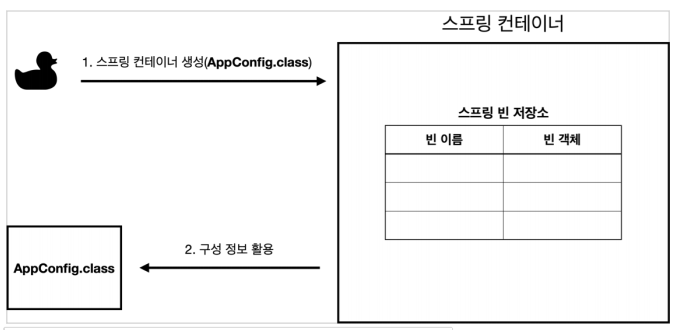 스프링 컨테이너
1. 스프링 컨테이너 생성(AppConfig.class)
스프링 빈 저장소
빈 이름 빈 객체
2. 구성 정보 활용
AppConfig.class